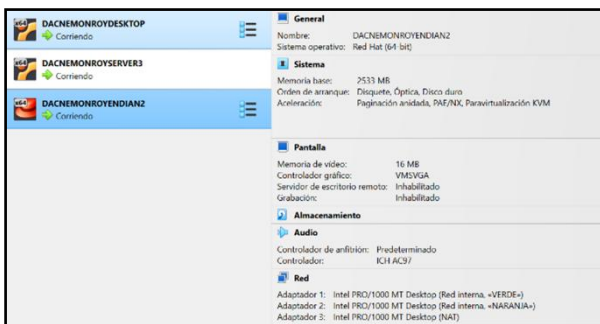 x64
DACNEMONROYDESKTOP
Corriendo
x64
DACNEMONROYSERVER3
Corriendo
x64
DACNEMONROYENDIAN2
Corriendo
General
Nombre: DACNEMONROYENDIAN2
Sistema operativo: Red Hat (64-bit)
Sistema
Memoria base: 2533 MB
Orden de arranque: Disquete, Óptica, Disco duro
Aceleración: Paginación anidada, PAE/NX, Paravirtualización KVM
Pantalla
Memoria de vídeo: 16 MB
Controlador gráfico: VMSVGA
Servidor de escritorio remoto: Inhabilitado
Grabación: Inhabilitado
Almacenamiento
Audio
Controlador de anfitrión: Predeterminado
Controlador: ICH AC97
Red
Adaptador 1: Intel PRO/1000 MT Desktop (Red interna, «VERDE»)
Adaptador 2: Intel PRO/1000 MT Desktop (Red interna, «NARANJA»)
Adaptador 3: Intel PRO/1000 MT Desktop (NAT)